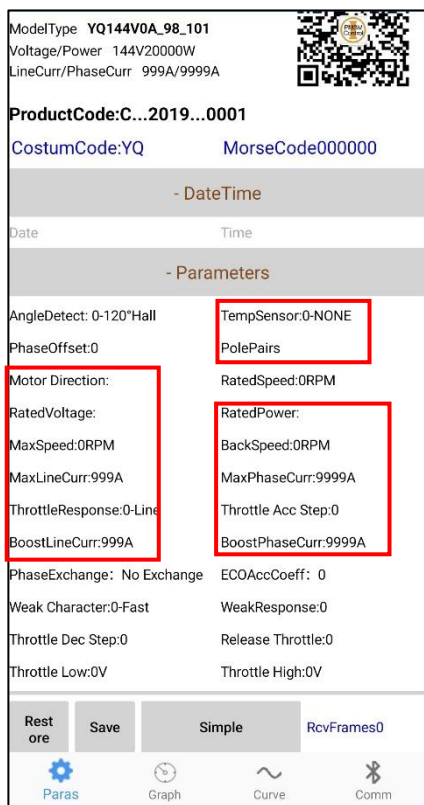 ModelType YQ144V0A_98_101
Voltage/Power 144V20000W
LineCurr/PhaseCurr 999A/9999A
PMSM
Control
ProductCode:C...2019...0001
CostumCode:YQ MorseCode000000
- DateTime
Date Time
- Parameters
AngleDetect: 0-120°Hall TempSensor:0-NONE
PhaseOffset:0 PolePairs
Motor Direction: RatedSpeed:0RPM
RatedVoltage: RatedPower:
MaxSpeed:0RPM BackSpeed:0RPM
MaxLineCurr:999A MaxPhaseCurr:9999A
ThrottleResponse:0-Line Throttle Acc Step:0
BoostLineCurr:999A BoostPhaseCurr:9999A
PhaseExchange: No Exchange ECOAccCoeff: 0
Weak Character:0-Fast WeakResponse:0
Throttle Dec Step:0 Release Throttle:0
Throttle Low:0V Throttle High:0V
Rest
ore Save Simple RcvFrames0
Paras Graph Curve Comm